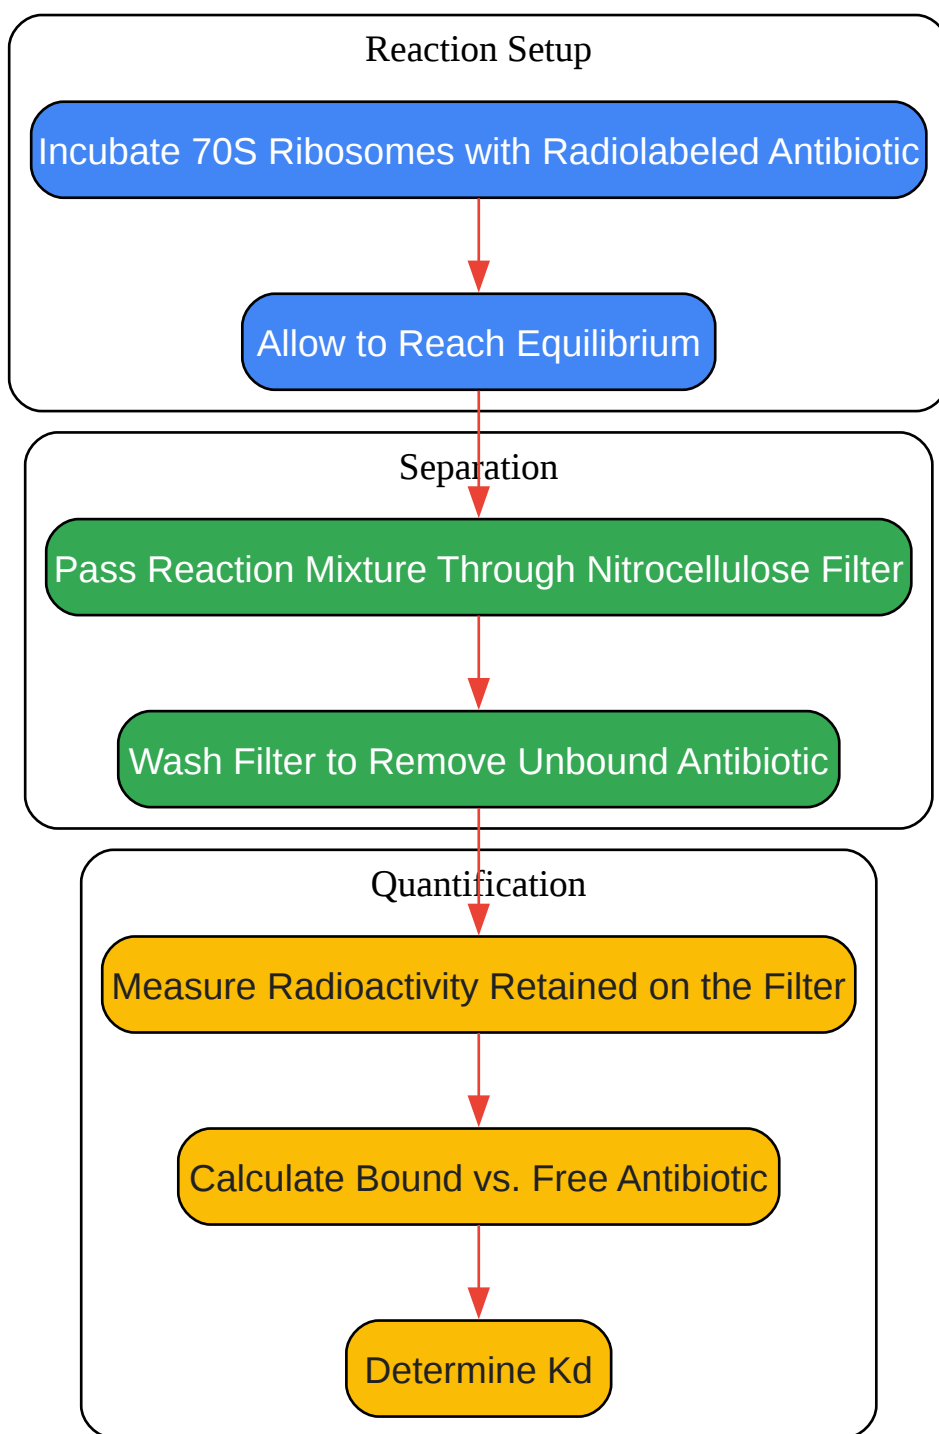 Reaction Setup
Incubate 70S Ribosomes with Radiolabeled Antibiotic
Allow to Reach Equilibrium
Separation
Pass Reaction Mixture Through Nitrocellulose Filter
Wash Filter to Remove Unbound Antibiotic
Quantification
Measure Radioactivity Retained on the Filter
Calculate Bound vs. Free Antibiotic
Determine Kd